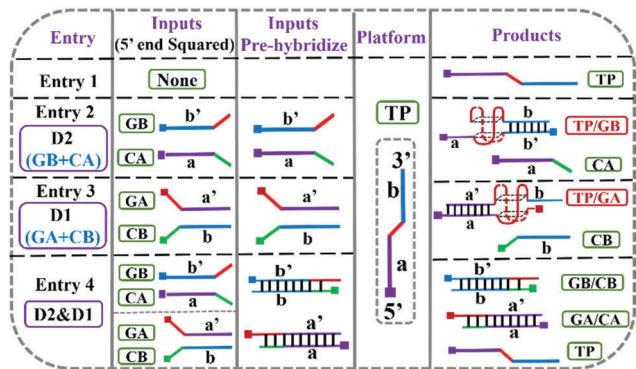 Entry
Inputs
(5' end Squared)
Inputs
Pre-hybridize
Platform
Products
Entry 1
None
TP
TP
Entry 2
D2
(GB+CA)
GB
b'
CA
a
b'
a
b
a
b'
TP/GB
CA
a
Entry 3
D1
(GA+CB)
GA
a'
CB
b
a'
b
3'
b
a
5'
a'
b
a
TP/GA
CB
b
Entry 4
D2&D1
GB
b'
CA
a
GA
a'
CB
b
b'
b
a'
a
b'
b
GB/CB
a'
a
GA/CA
TP